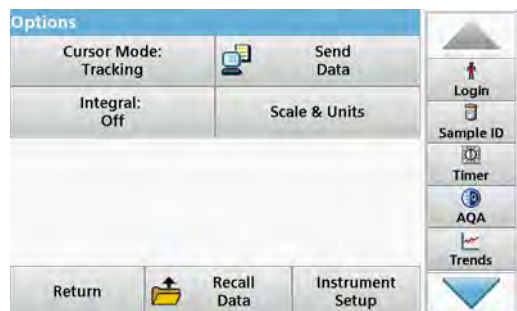 Options
Cursor Mode:
Tracking
Send
Data
Integral:
Off
Scale & Units
Return
Recall
Data
Instrument
Setup
Login
Sample ID
Timer
AQA
Trends